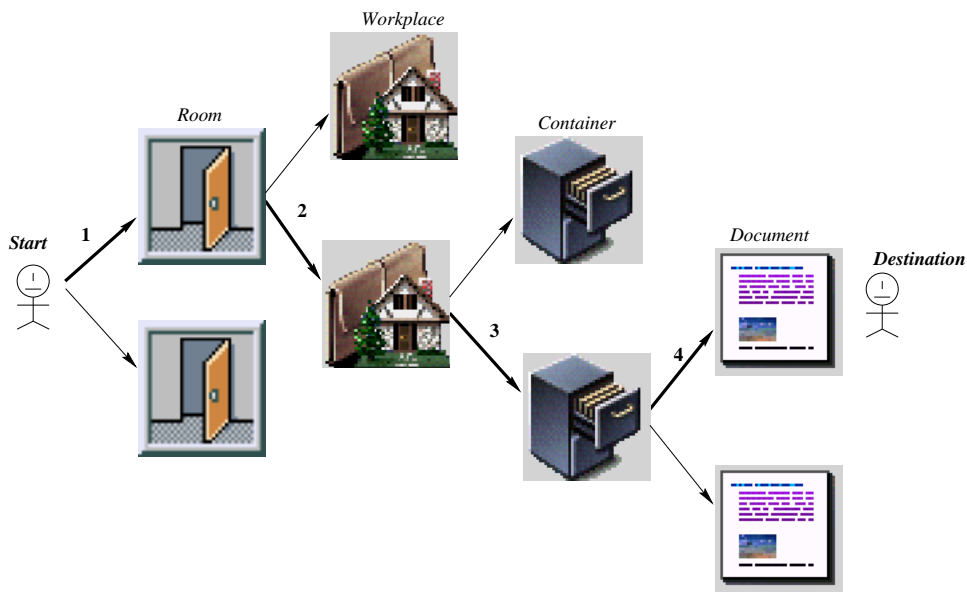 Workplace
Room
Container
2
1
Document
Start
Destination
3
4